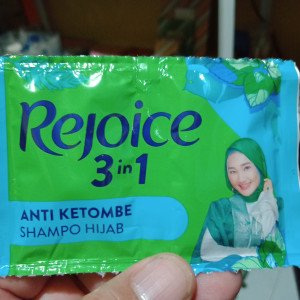 Rejoice
3 in 1
ANTI KETOMBE
SHAMPO HIJAB